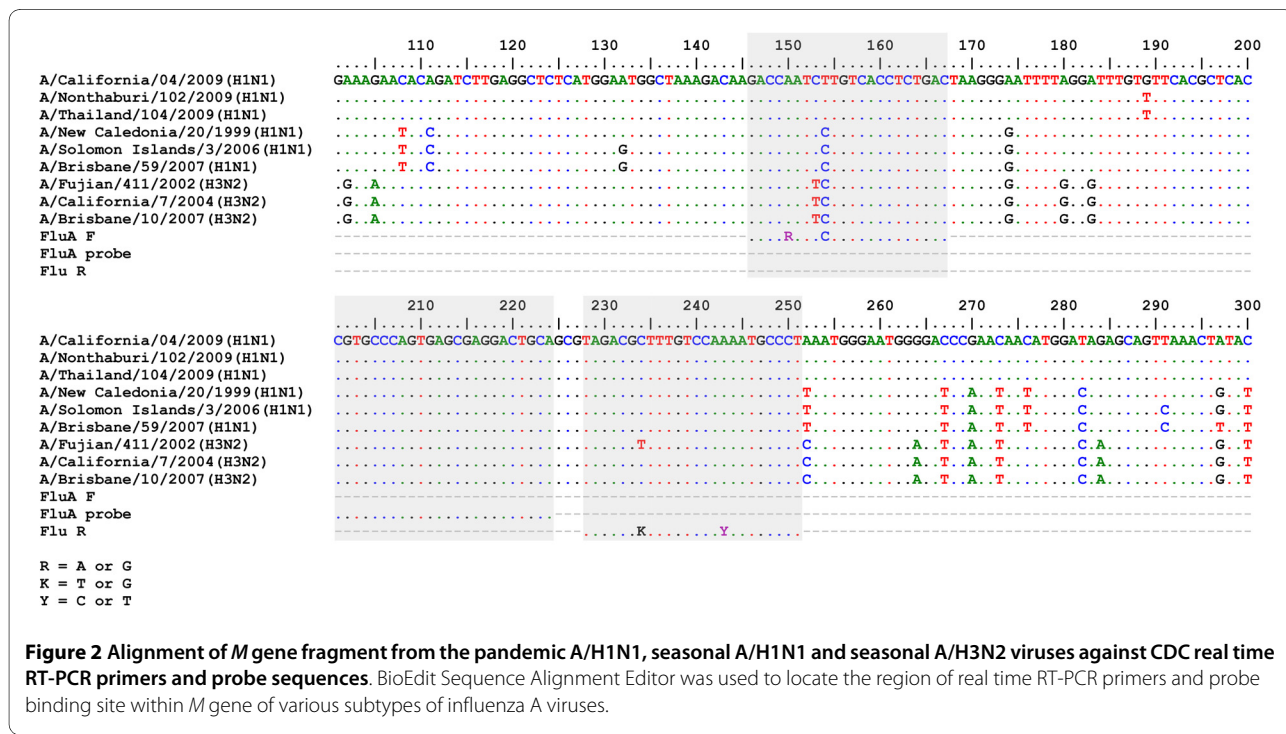 110 120 130 140 150 160 170 180 190 200
A/California/04/2009(H1N1) GAAAGAACACAGATCTTGAGGCTCTCATGGAATGGCTAAAGACAAGACCAATCTTGTCACCTCTGACTAAGGGAATTTTAGGATTTGTGTTCACGCTCAC
A/Nonthaburi/102/2009(H1N1) T
A/Thailand/104/2009(H1N1) T
A/New Caledonia/20/1999(H1N1) T C C G
A/Solomon Islands/3/2006(H1N1) T C G C G
A/Brisbane/59/2007(H1N1) T C G C G
A/Fujian/411/2002(H3N2) G A T C G G G
A/California/7/2004(H3N2) G A T C G G G
A/Brisbane/10/2007(H3N2) G A T C G G G
FluA F R C
FluA probe
Flu R
210 220 230 240 250 260 270 280 290 300
A/California/04/2009(H1N1) CGTGCCCAGTGAGCGAGGACTGCAGCGTAGACGCTTTGTCCAAAATGCCCTAAATGGGAATGGGGACCCGAACAACATGGATAGAGCAGTTAAACTATAC
A/Nonthaburi/102/2009(H1N1)
A/Thailand/104/2009(H1N1)
A/New Caledonia/20/1999(H1N1) T T A T T C G T
A/Solomon Islands/3/2006(H1N1) T T A T T C C G T
A/Brisbane/59/2007(H1N1) T T A T T C C T T
A/Fujian/411/2002(H3N2) T C A T A T C A G T
A/California/7/2004(H3N2) C A T A T C A G T
A/Brisbane/10/2007(H3N2) C A T A T C A G T
FluA F
FluA probe
Flu R K Y
R = A or G
K = T or G
Y = C or T
Figure 2 Alignment of M gene fragment from the pandemic A/H1N1, seasonal A/H1N1 and seasonal A/H3N2 viruses against CDC real time
RT-PCR primers and probe sequences. BioEdit Sequence Alignment Editor was used to locate the region of real time RT-PCR primers and probe
binding site within M gene of various subtypes of influenza A viruses.